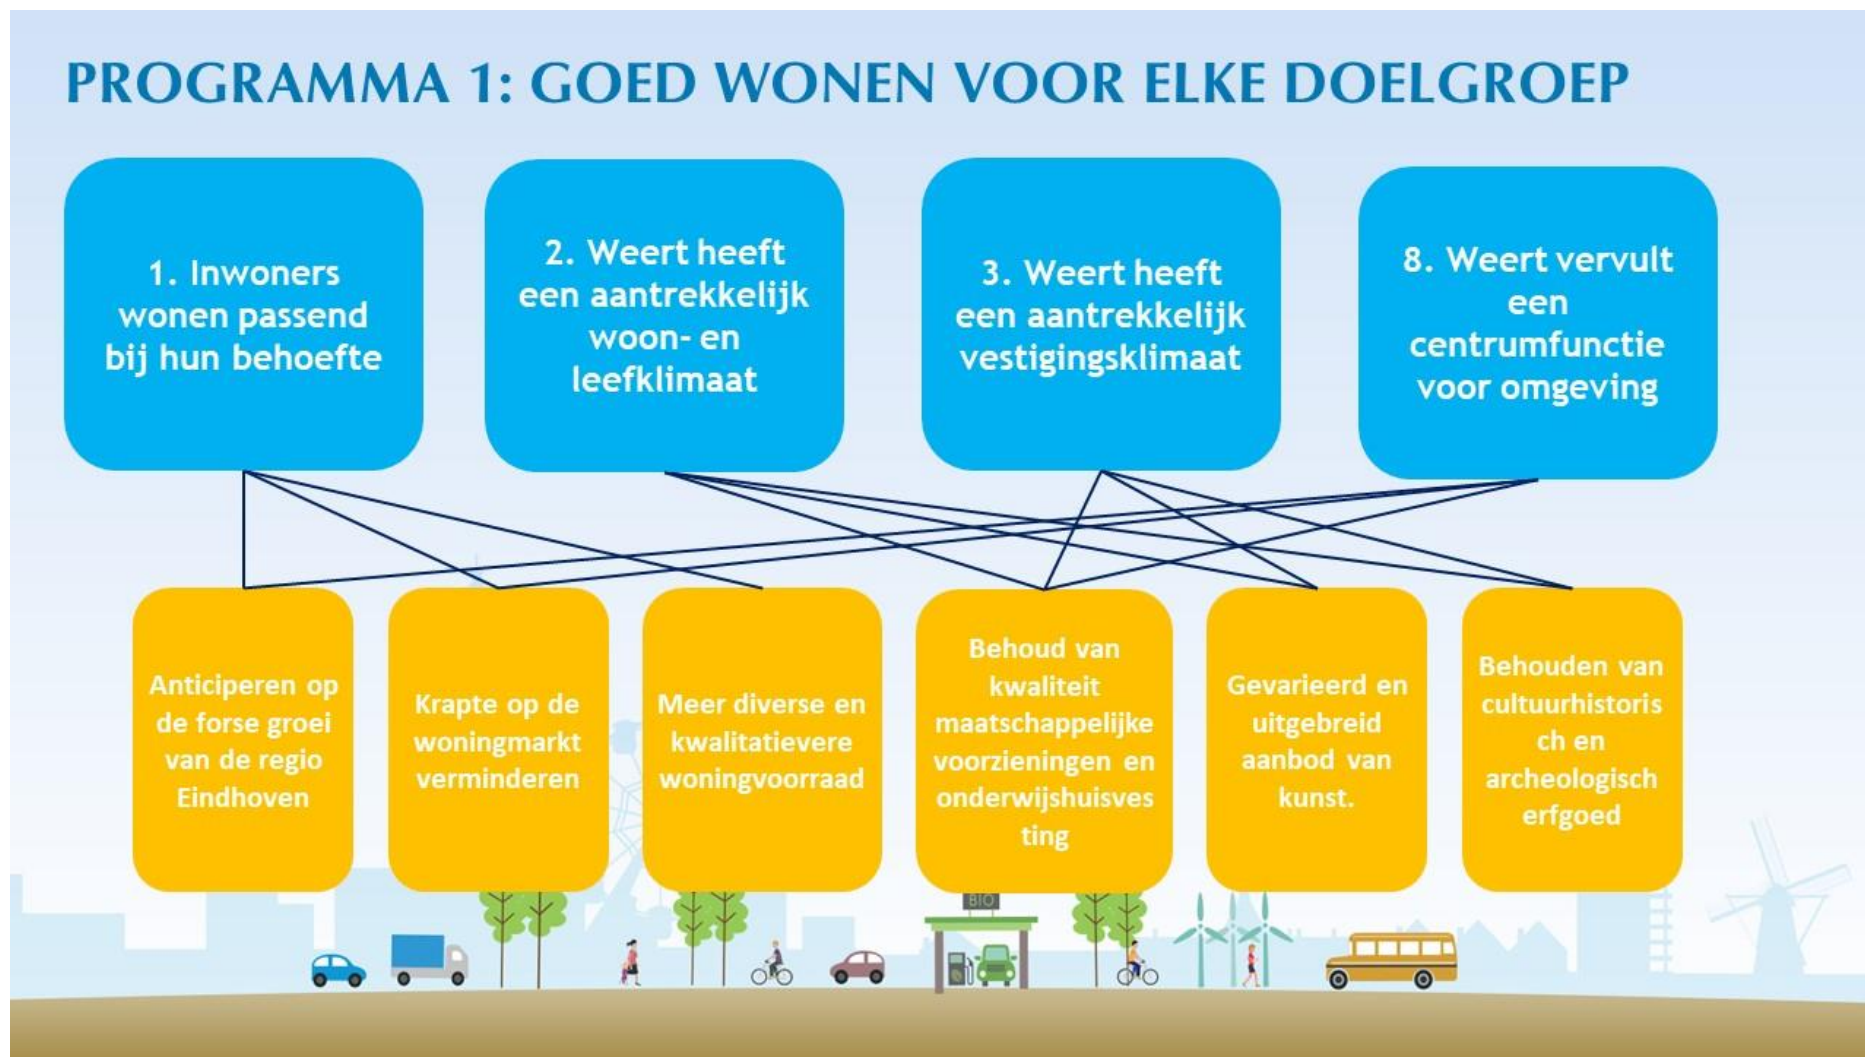 PROGRAMMA 1: GOED WONEN VOOR ELKE DOELGROEP
1. Inwoners
wonen passend
bij hun behoefte
2. Weert heeft
een aantrekkelijk
woon- en
leefklimaat
3. Weert heeft
een aantrekkelijk
vestigingsklimaat
8. Weert vervult
een
centrumfunctie
voor omgeving
Anticiperen op
de forse groei
van de regio
Eindhoven
Krapte op de
woningmarkt
verminderen
Meer diverse en
kwalitatievere
woningvoorraad
Behoud van
kwaliteit
maatschappelijke
voorzieningen en
onderwijshuisves
ting
Gevarieerd en
uitgebreid
aanbod van
kunst.
Behouden van
cultuurhistoris
ch en
archeologisch
erfgoed
BIO